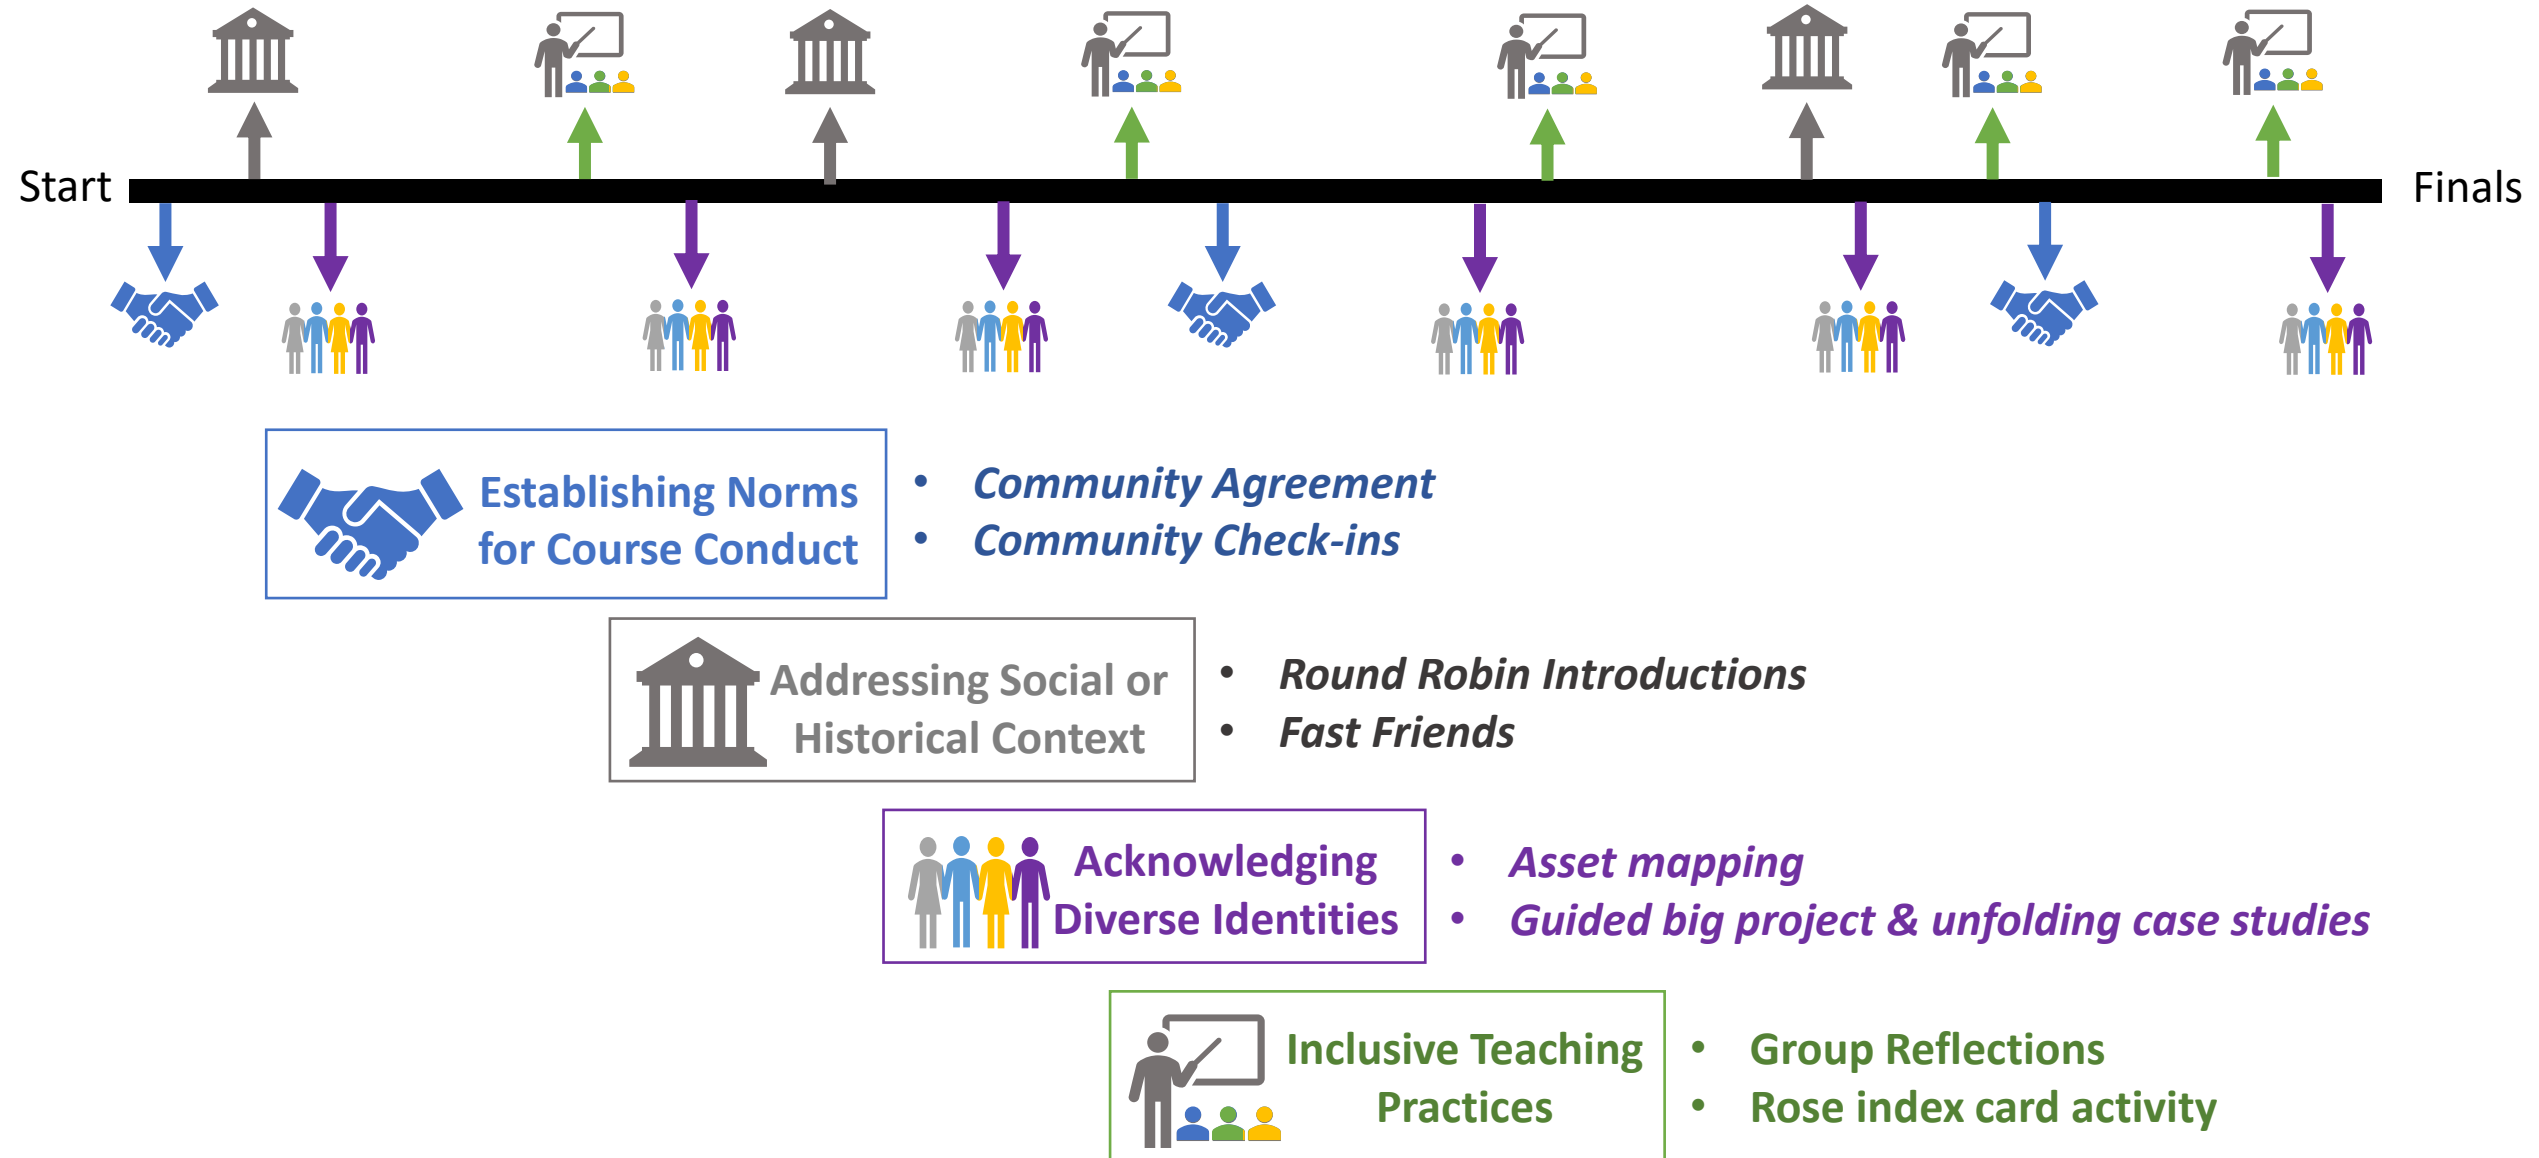 Start
Finals
Establishing Norms
for Course Conduct
• Community Agreement
• Community Check-ins
Addressing Social or
Historical Context
• Round Robin Introductions
• Fast Friends
Acknowledging
Diverse Identities
• Asset mapping
• Guided big project & unfolding case studies
Inclusive Teaching
Practices
• Group Reflections
• Rose index card activity